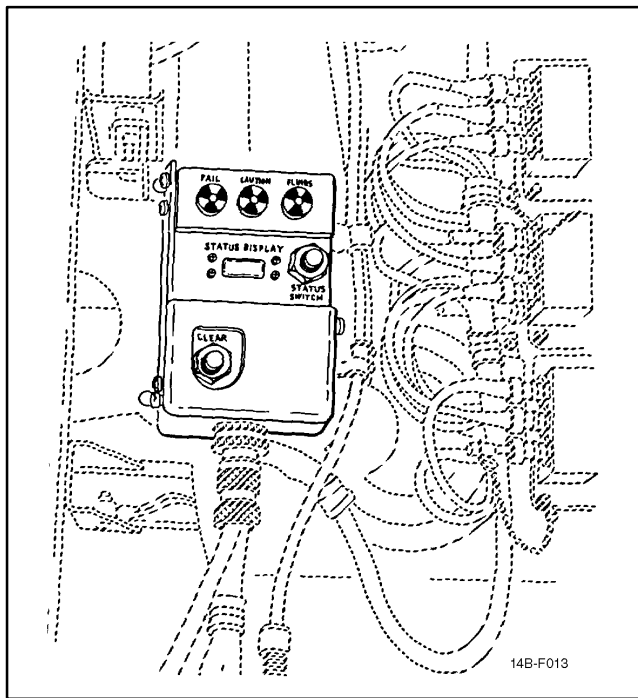 FAIL CAUTION FLUIDS
STATUS DISPLAY
STATUS
SWITCH
CLEAR
14B-F013